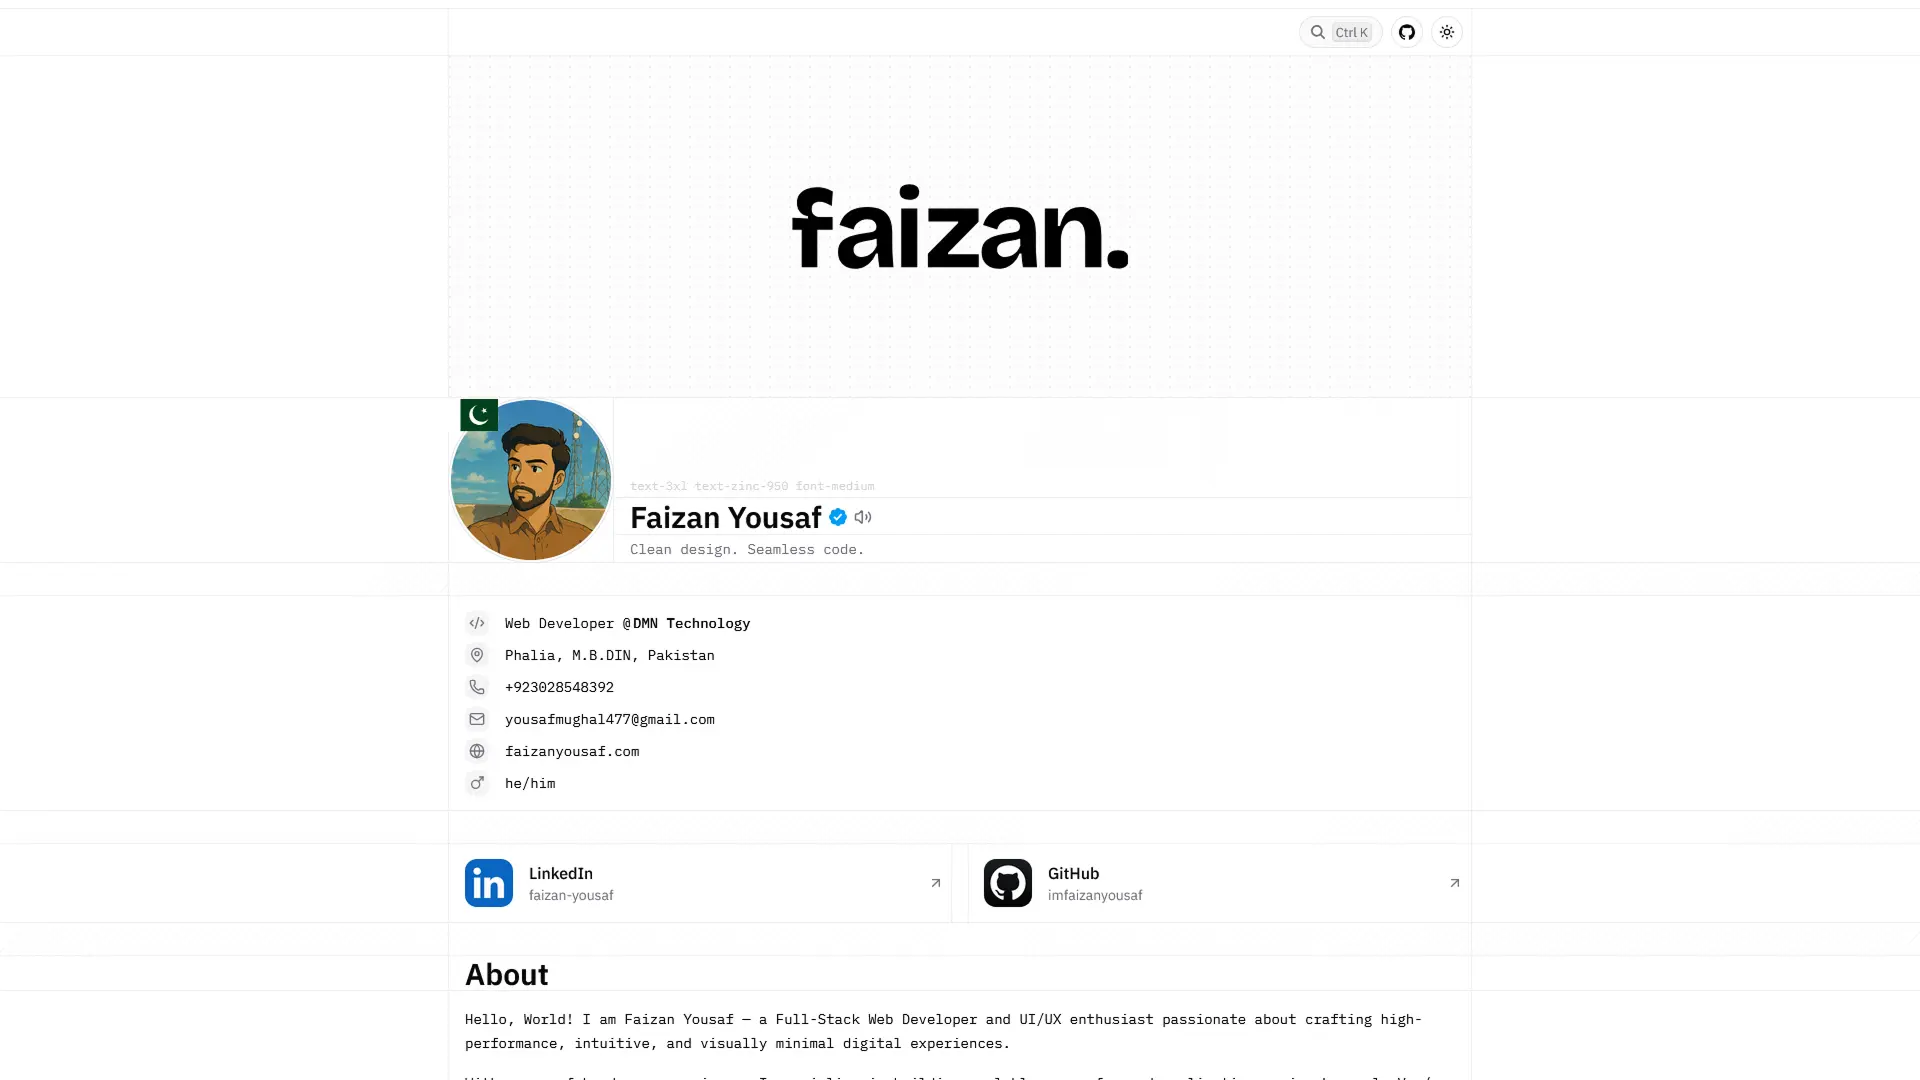 Ctrl K
faizan.
text-3xl text-zinc-950 font-medium
Faizan Yousaf
Clean design. Seamless code.
Web Developer @DMN Technology
Phalia, M.B.DIN, Pakistan
+923028548392
yousafmughal477@gmail.com
faizanyousaf.com
he/him
LinkedIn
faizan-yousaf
GitHub
imfaizanyousaf
About
Hello, World! I am Faizan Yousaf — a Full-Stack Web Developer and UI/UX enthusiast passionate about crafting high-
performance, intuitive, and visually minimal digital experiences.